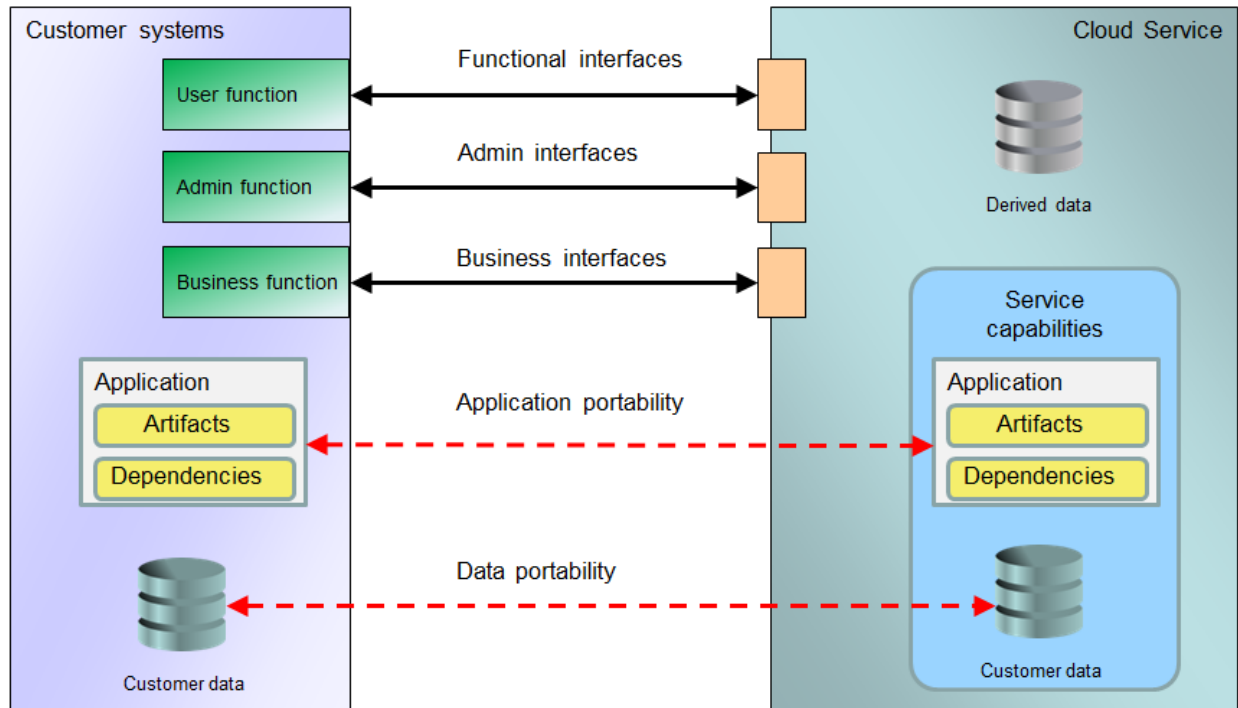 Customer systems
Cloud Service
User function
Functional interfaces
Admin function
Admin interfaces
Derived data
Business function
Business interfaces
Service
capabilities
Application
Artifacts
Dependencies
Application portability
Application
Artifacts
Dependencies
Data portability
Customer data
Customer data